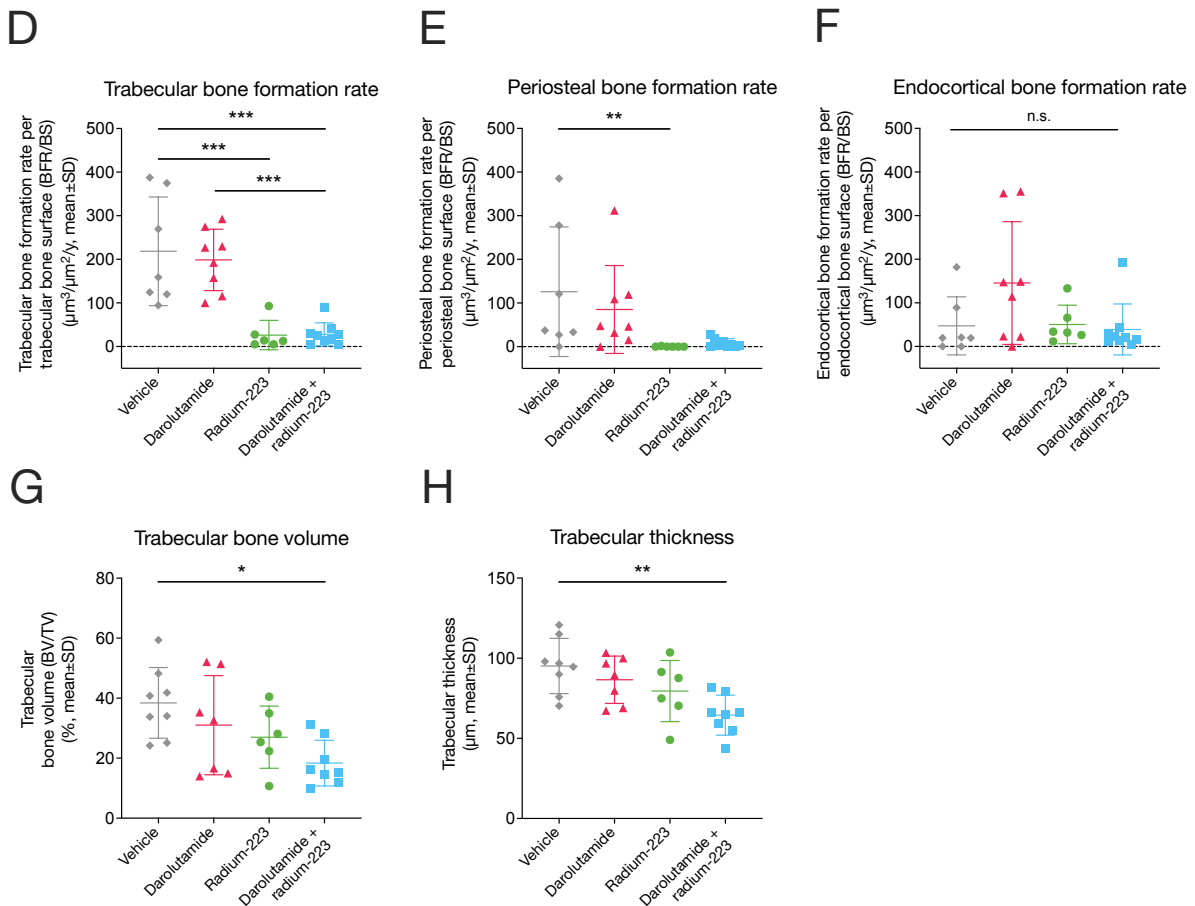 D
Trabecular bone formation rate
Trabecular bone formation rate per
trabecular bone surface (BFR/BS)
(µm³/µm²/y, mean±SD)
500
400
300
200
100
0
***
***
***
Vehicle
Darolutamide
Radium-223
Darolutamide +
radium-223
E
Periosteal bone formation rate
Periosteal bone formation rate per
periosteal bone surface (BFR/BS)
(µm³/µm²/y, mean±SD)
500
400
300
200
100
0
**
Vehicle
Darolutamide
Radium-223
Darolutamide +
radium-223
F
Endocortical bone formation rate
Endocortical bone formation rate per
endocortical bone surface (BFR/BS)
(µm³/µm²/y, mean±SD)
500
400
300
200
100
0
n.s.
Vehicle
Darolutamide
Radium-223
Darolutamide +
radium-223
G
Trabecular bone volume
Trabecular
bone volume (BV/TV)
(%, mean±SD)
80
60
40
20
0
*
Vehicle
Darolutamide
Radium-223
Darolutamide +
radium-223
H
Trabecular thickness
Trabecular thickness
(µm, mean±SD)
150
100
50
0
**
Vehicle
Darolutamide
Radium-223
Darolutamide +
radium-223